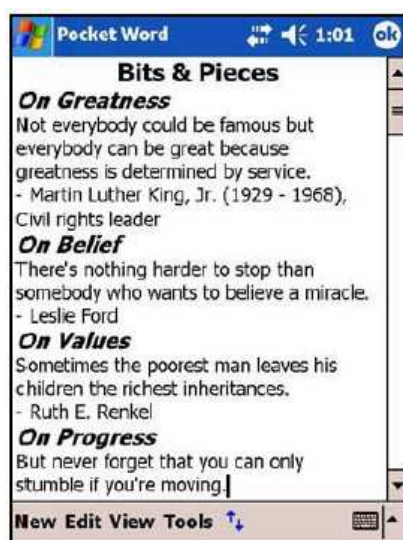 Pocket Word 1:01 ok
Bits & Pieces
On Greatness
Not everybody could be famous but
everybody can be great because
greatness is determined by service.
- Martin Luther King, Jr. (1929 - 1968),
Civil rights leader
On Belief
There's nothing harder to stop than
somebody who wants to believe a miracle.
- Leslie Ford
On Values
Sometimes the poorest man leaves his
children the richest inheritances.
- Ruth E. Renkel
On Progress
But never forget that you can only
stumble if you're moving.
New Edit View Tools